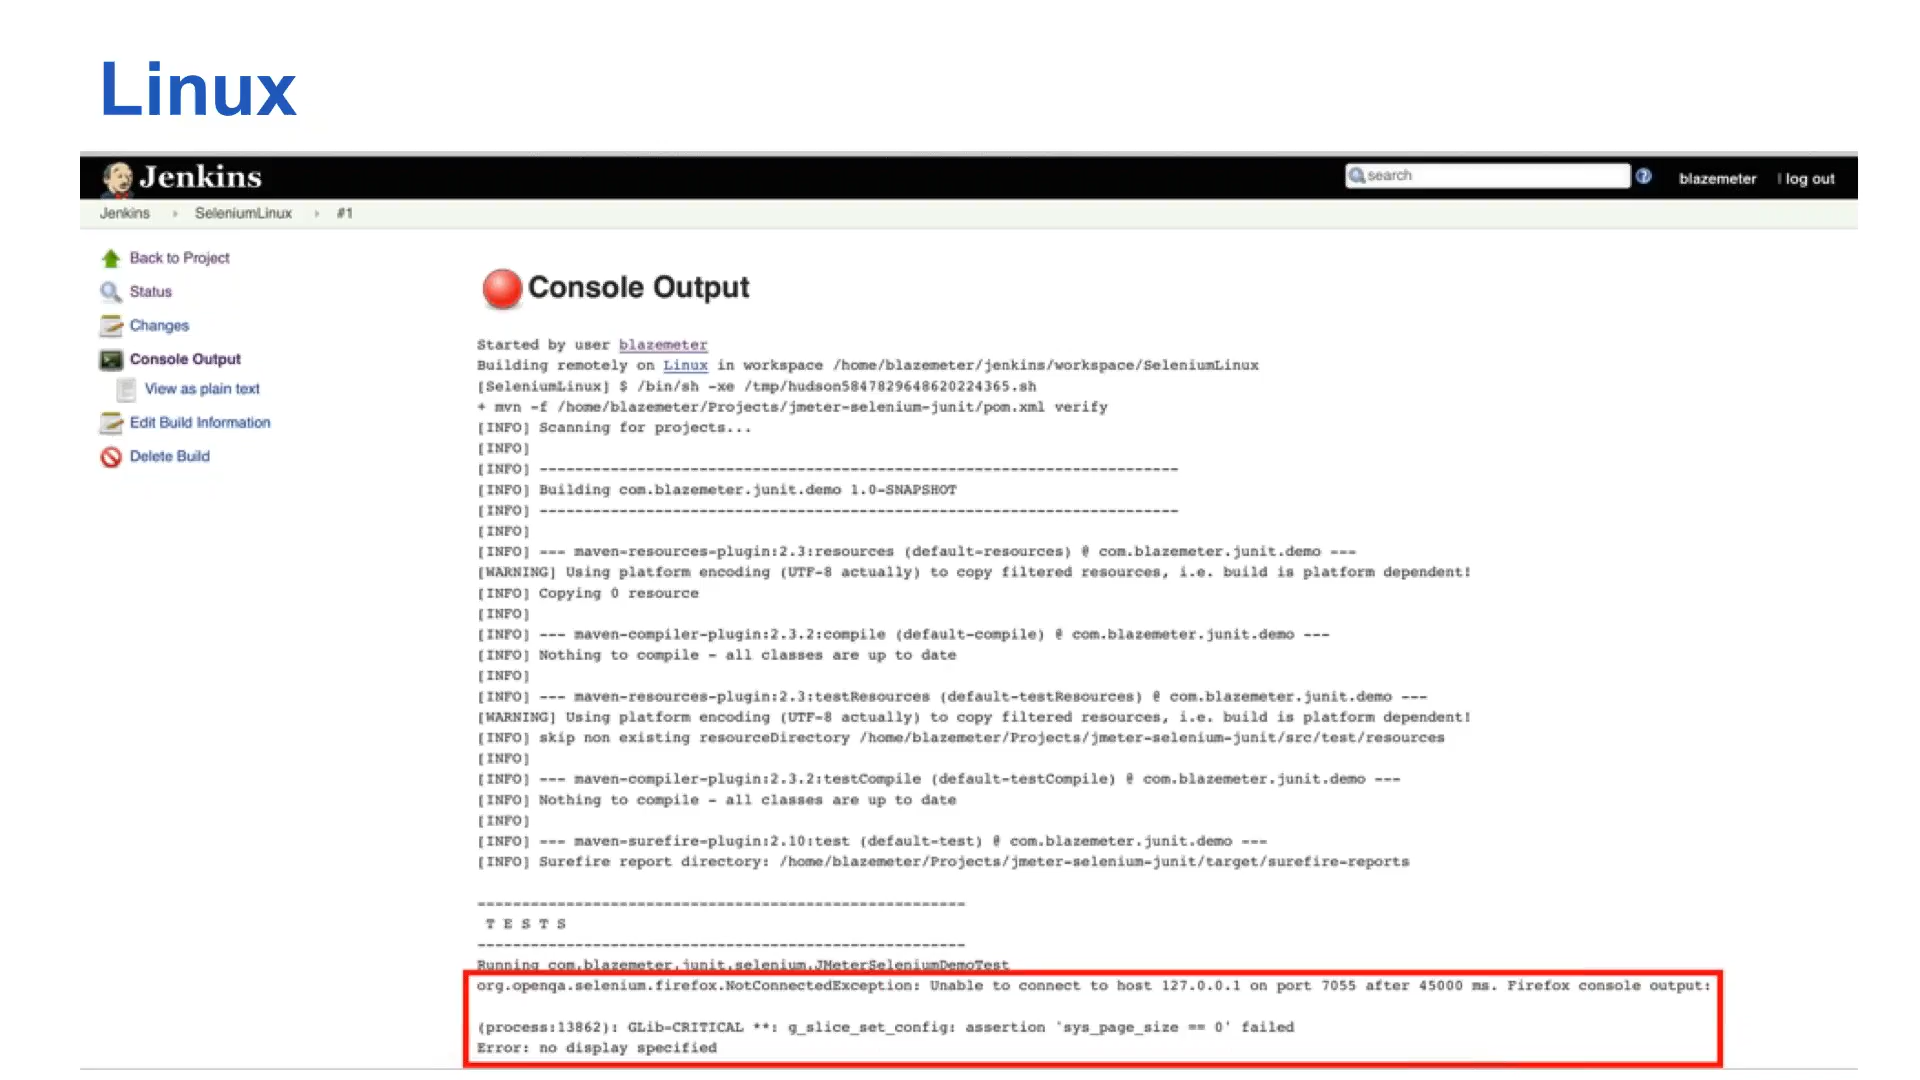 Linux
Jenkins
search
blazemeter | log out
Jenkins SeleniumLinux #1
Back to Project
Status
Changes
Console Output
View as plain text
Edit Build Information
Delete Build
Console Output
Started by user blazemeter
Building remotely on Linux in workspace /home/blazemeter/jenkins/workspace/SeleniumLinux
[SeleniumLinux] $ /bin/sh -xe /tmp/hudson5847829648620224365.sh
+ mvn -f /home/blazemeter/Projects/jmeter-selenium-junit/pom.xml verify
[INFO] Scanning for projects...
[INFO]
[INFO] ------------------------------------------------------------------------
[INFO] Building com.blazemeter.junit.demo 1.0-SNAPSHOT
[INFO] ------------------------------------------------------------------------
[INFO]
[INFO] --- maven-resources-plugin:2.3:resources (default-resources) @ com.blazemeter.junit.demo ---
[WARNING] Using platform encoding (UTF-8 actually) to copy filtered resources, i.e. build is platform dependent!
[INFO] Copying 0 resource
[INFO]
[INFO] --- maven-compiler-plugin:2.3.2:compile (default-compile) @ com.blazemeter.junit.demo ---
[INFO] Nothing to compile - all classes are up to date
[INFO]
[INFO] --- maven-resources-plugin:2.3:testResources (default-testResources) @ com.blazemeter.junit.demo ---
[WARNING] Using platform encoding (UTF-8 actually) to copy filtered resources, i.e. build is platform dependent!
[INFO] skip non existing resourceDirectory /home/blazemeter/Projects/jmeter-selenium-junit/src/test/resources
[INFO]
[INFO] --- maven-compiler-plugin:2.3.2:testCompile (default-testCompile) @ com.blazemeter.junit.demo ---
[INFO] Nothing to compile - all classes are up to date
[INFO]
[INFO] --- maven-surefire-plugin:2.10:test (default-test) @ com.blazemeter.junit.demo ---
[INFO] Surefire report directory: /home/blazemeter/Projects/jmeter-selenium-junit/target/surefire-reports
-------------------------------------------------------
T E S T S
-------------------------------------------------------
Running com.blazemeter.junit.selenium.JMeterSeleniumDemoTest
org.openqa.selenium.firefox.NotConnectedException: Unable to connect to host 127.0.0.1 on port 7055 after 45000 ms. Firefox console output:
(process:13862): GLib-CRITICAL **: g_slice_set_config: assertion 'sys_page_size == 0' failed
Error: no display specified